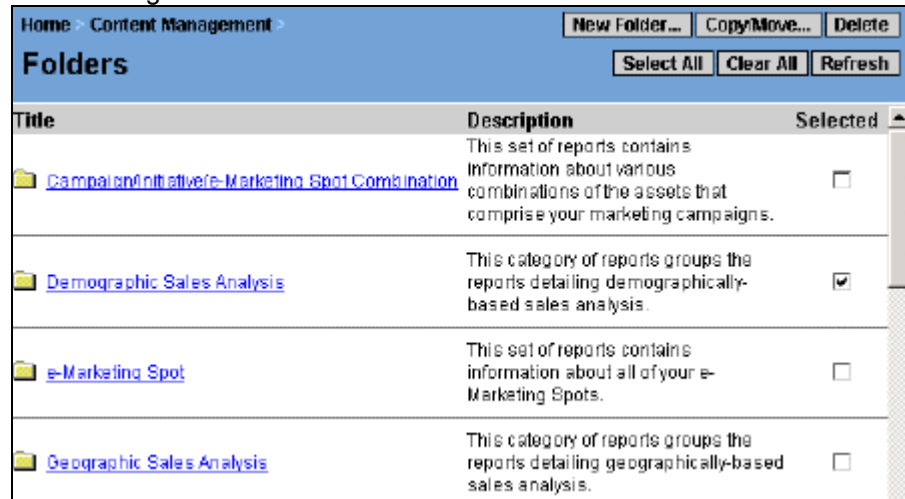 Home > Content Management >
New Folder... Copy/Move... Delete
Folders
Select All Clear All Refresh
Title Description Selected
Campaign/Initiative/e-Marketing Spot Combination
This set of reports contains
information about various
combinations of the assets that
comprise your marketing campaigns.
Demographic Sales Analysis
This category of reports groups the
reports detailing demographically-
based sales analysis.
e-Marketing Spot
This set of reports contains
information about all of your e-
Marketing Spots.
Geographic Sales Analysis
This category of reports groups the
reports detailing geographically-based
sales analysis.